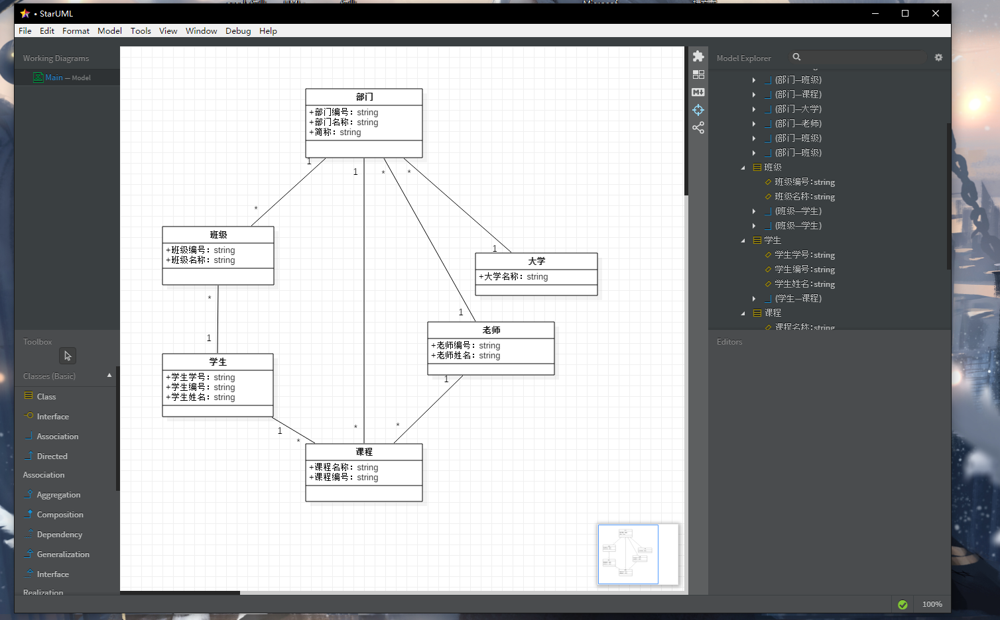 • StarUML
File Edit Format Model Tools View Window Debug Help
Working Diagrams
Main — Model
部门
+部门编号: string
+部门名称: string
+简称: string
1
1
*
*
*
班级
+班级编号: string
+班级名称: string
1
大学
+大学名称: string
*
1
1
老师
+老师编号: string
+老师姓名: string
学生
+学生学号: string
+学生编号: string
+学生姓名: string
1
1
*
*
*
课程
+课程名称: string
+课程编号: string
Toolbox
Classes (Basic)
Class
Interface
Association
Directed
Association
Aggregation
Composition
Dependency
Generalization
Interface
Realization
Model Explorer
(部门—班级)
(部门—课程)
(部门—大学)
(部门—老师)
(部门—班级)
(部门—班级)
班级
班级编号:string
班级名称:string
(班级—学生)
(班级—学生)
学生
学生学号:string
学生编号:string
学生姓名:string
(学生—课程)
课程
课程名称:string
Editors
100%